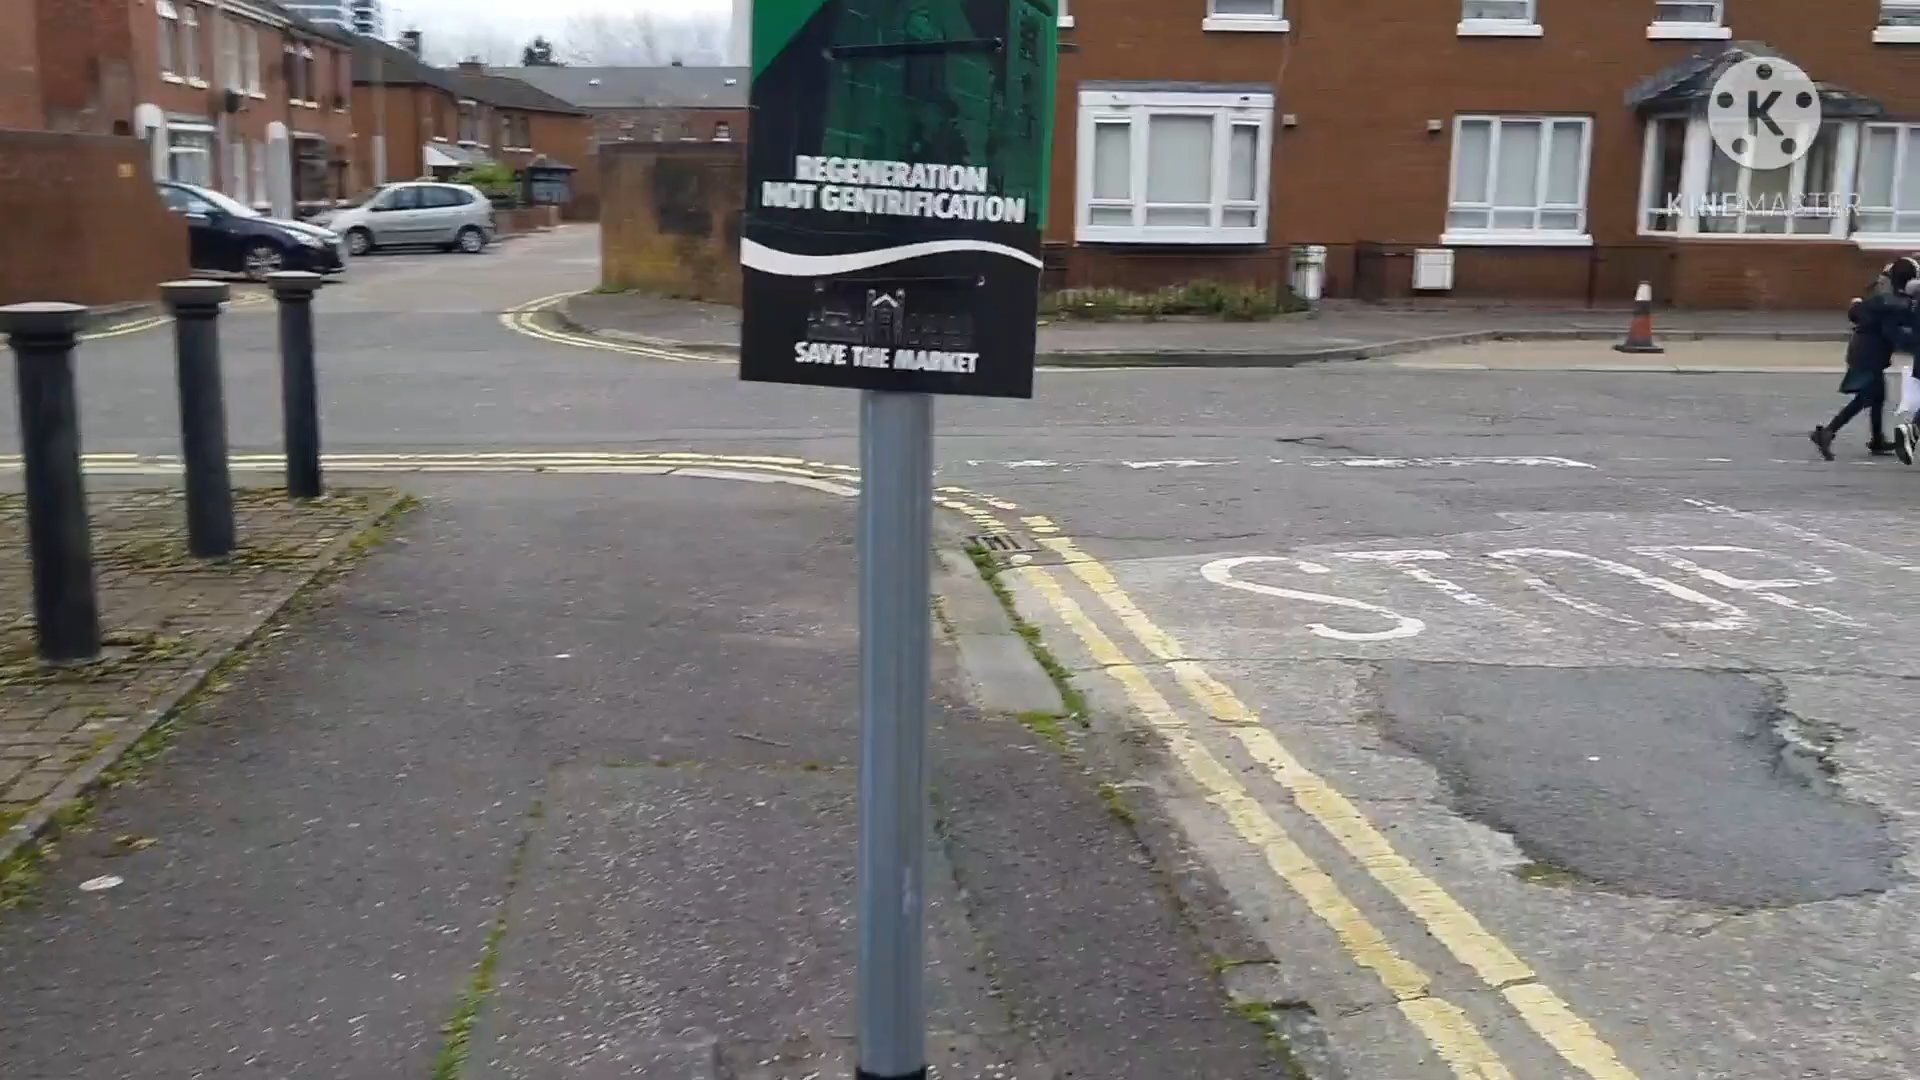 REGENERATION
NOT GENTRIFICATION
SAVE THE MARKET
K
KINEMASTER
STOP